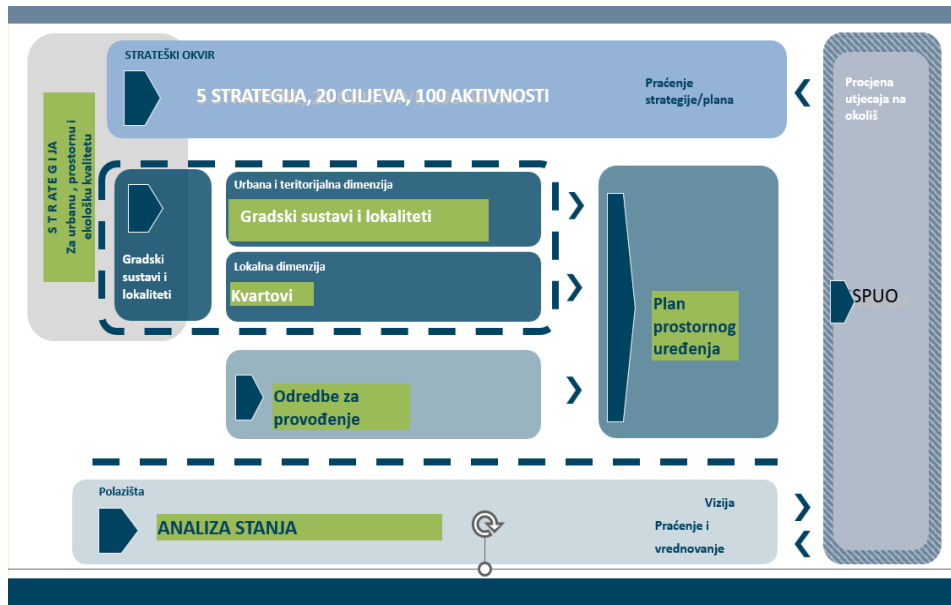 STRATEŠKI OKVIR
5 STRATEGIJA, 20 CILJEVA, 100 AKTIVNOSTI
Praćenje
strategije/plana
Procjena
utjecaja na
okoliš
S T R A T E G I J A
Za urbanu , prostornu i
ekološku kvalitetu
Gradski
sustavi i
lokaliteti
Urbana i teritorijalna dimenzija
Gradski sustavi i lokaliteti
Lokalna dimenzija
Kvartovi
Plan
prostornog
uređenja
SPUO
Odredbe za
provođenje
Polazišta
ANALIZA STANJA
Vizija
Praćenje i
vrednovanje